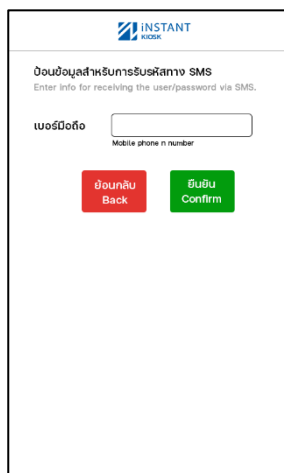 iNSTANT
KIOSK
ป้อนข้อมูลสำหรับการรับรหัสทาง SMS
Enter info for receiving the user/password via SMS.
เบอร์มือถือ
Mobile phone n number
ย้อนกลับ
Back
ยืนยัน
Confirm